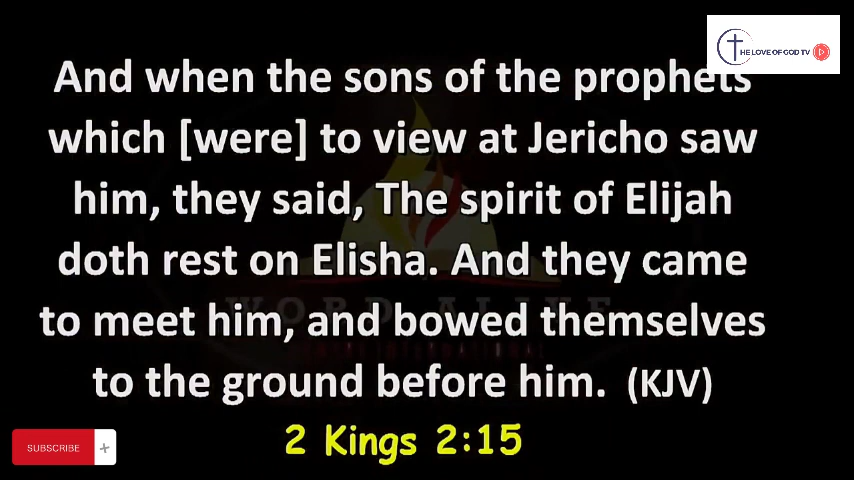 THE LOVE OF GOD TV
And when the sons of the prophets
which [were] to view at Jericho saw
him, they said, The spirit of Elijah
doth rest on Elisha. And they came
to meet him, and bowed themselves
to the ground before him. (KJV)
WORD ALIVE
2 Kings 2:15
SUBSCRIBE